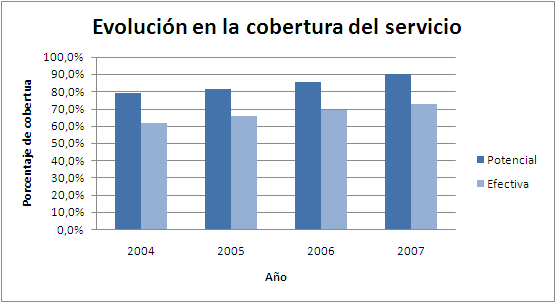 Evolución en la cobertura del servicio
Porcentaje de cobertua
100,0%
90,0%
80,0%
70,0%
60,0%
50,0%
40,0%
30,0%
20,0%
10,0%
0,0%
2004 2005 2006 2007
Año
Potencial
Efectiva